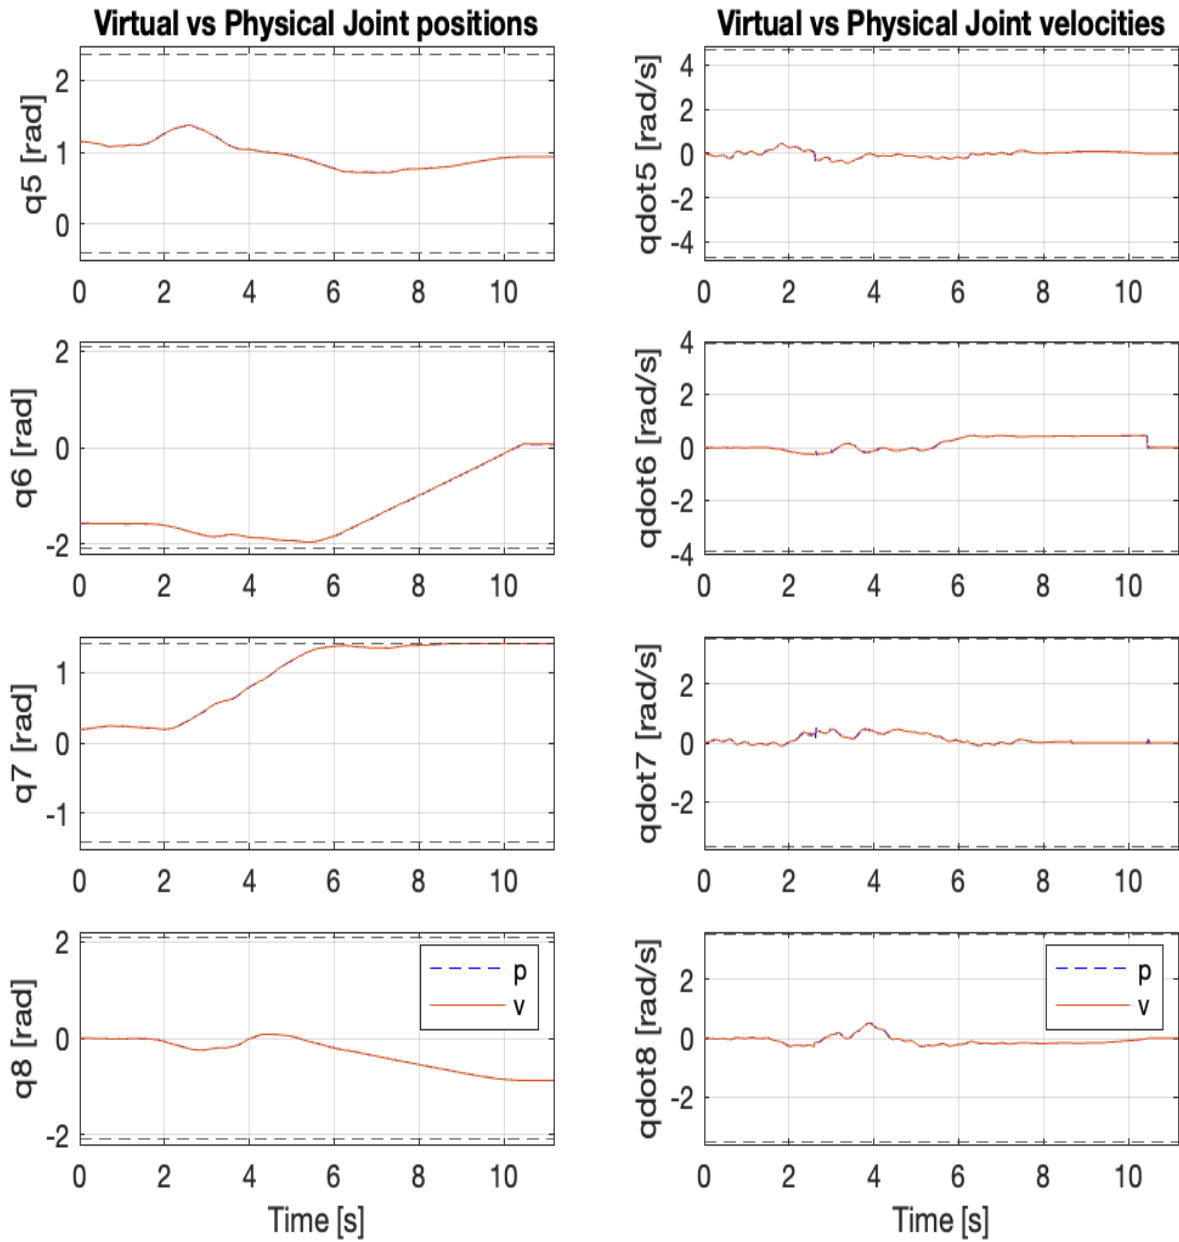 Virtual vs Physical Joint positions
q5 [rad]
2
1
0
0 2 4 6 8 10
Virtual vs Physical Joint velocities
qdot5 [rad/s]
4
2
0
-2
-4
0 2 4 6 8 10
q6 [rad]
2
0
-2
0 2 4 6 8 10
qdot6 [rad/s]
4
2
0
-2
-4
0 2 4 6 8 10
q7 [rad]
1
0
-1
0 2 4 6 8 10
qdot7 [rad/s]
2
0
-2
0 2 4 6 8 10
q8 [rad]
2
0
-2
p
v
0 2 4 6 8 10
Time [s]
qdot8 [rad/s]
2
0
-2
p
v
0 2 4 6 8 10
Time [s]